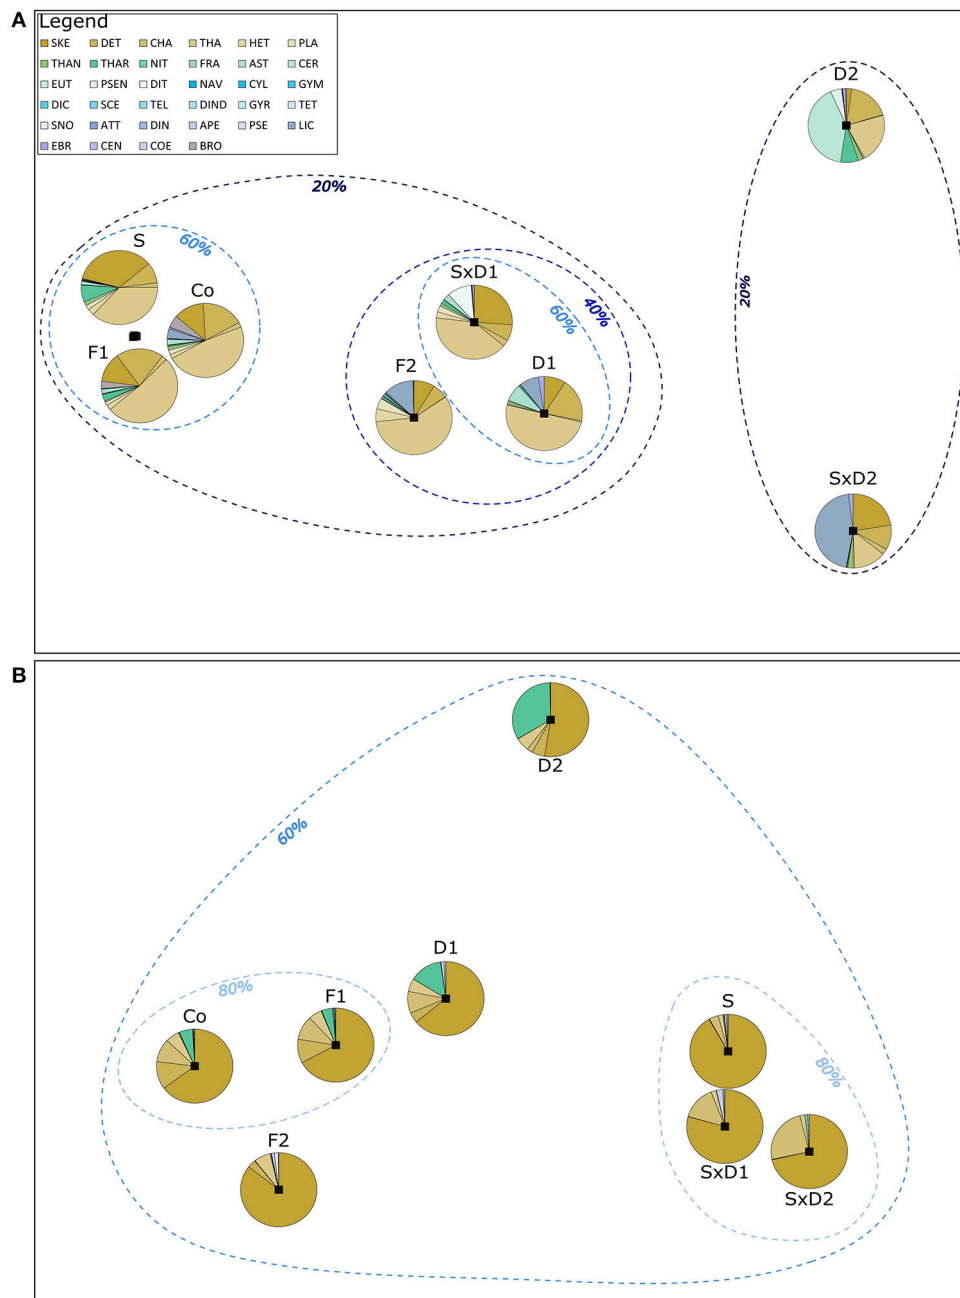 A
Legend
SKE DET CHA THA HET PLA
THAN THAR NIT FRA AST CER
EUT PSEN DIT NAV CYL GYM
DIC SCE TEL DIND GYR TET
SNO ATT DIN APE PSE LIC
EBR CEN COE BRO
D2
20%
S
60%
SxD1
Co
40%
20%
60%
F1
F2
D1
SxD2
B
D2
60%
D1
80%
F1
S
Co
80%
F2
SxD1
SxD2